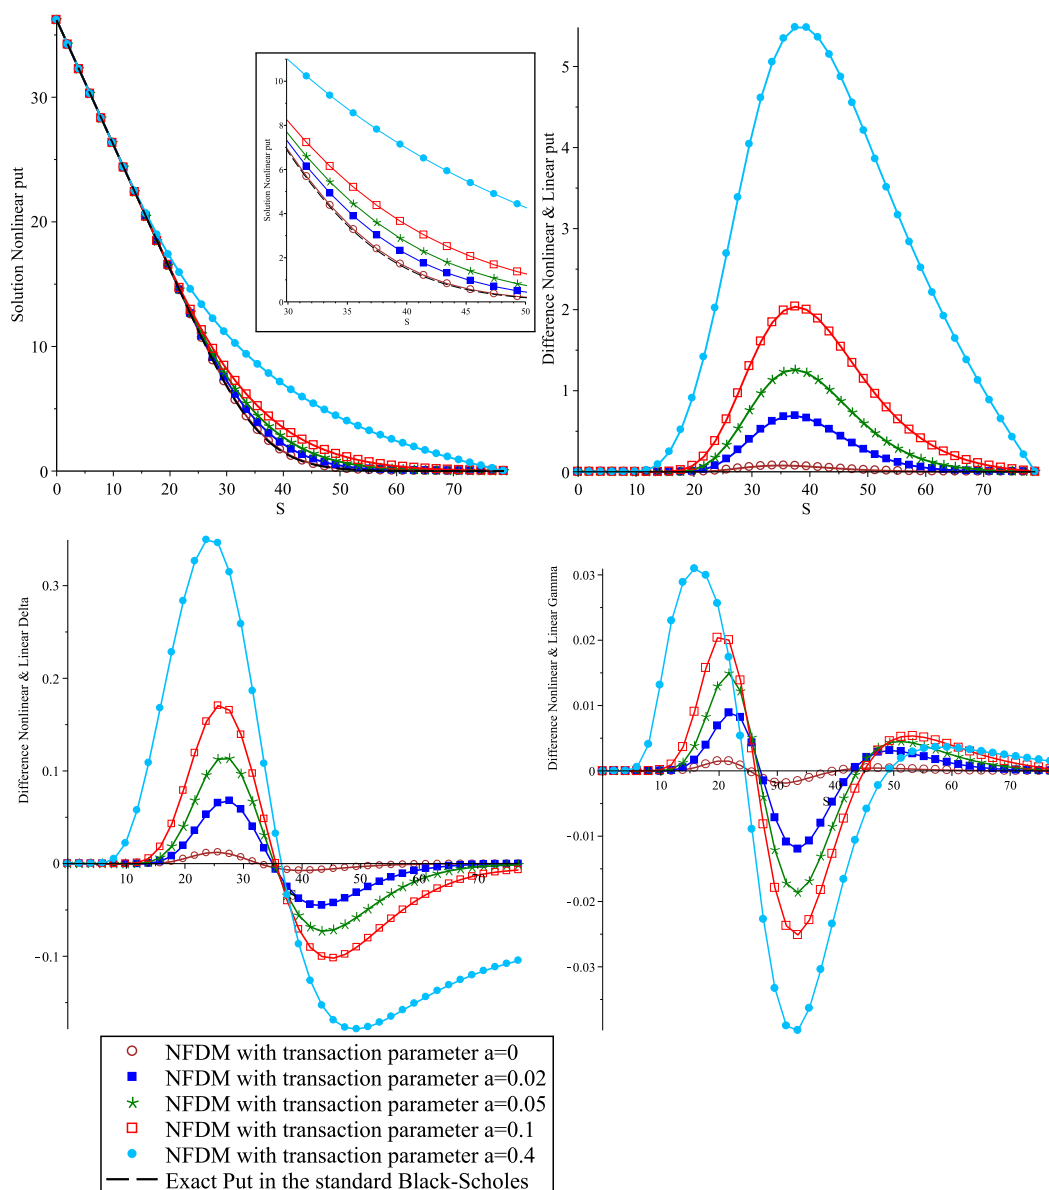 Solution Nonlinear put
30
20
10
0
0 10 20 30 40 50 60 70
S
Solution Nonlinear put
10
8
6
4
2
0
30 35 40 45 50
S
Difference Nonlinear & Linear put
5
4
3
2
1
0
0 10 20 30 40 50 60 70
S
Difference Nonlinear & Linear Delta
0.3
0.2
0.1
0
-0.1
10 20 30 40 50 60 70
Difference Nonlinear & Linear Gamma
0.03
0.02
0.01
0
-0.01
-0.02
-0.03
10 20 30 40 50 60 70
S
NFDM with transaction parameter a=0
NFDM with transaction parameter a=0.02
NFDM with transaction parameter a=0.05
NFDM with transaction parameter a=0.1
NFDM with transaction parameter a=0.4
Exact Put in the standard Black-Scholes